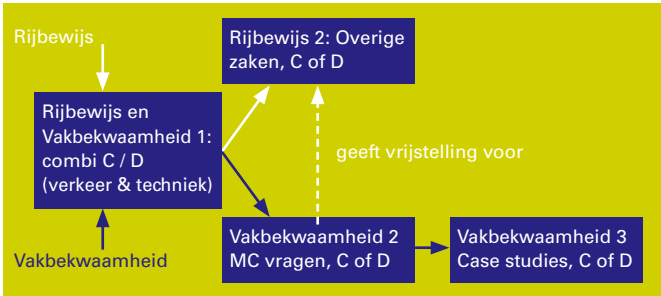 Rijbewijs
Rijbewijs en
Vakbekwaamheid 1:
combi C / D
(verkeer & techniek)
Vakbekwaamheid
Rijbewijs 2: Overige
zaken, C of D
geeft vrijstelling voor
Vakbekwaamheid 2
MC vragen, C of D
Vakbekwaamheid 3
Case studies, C of D